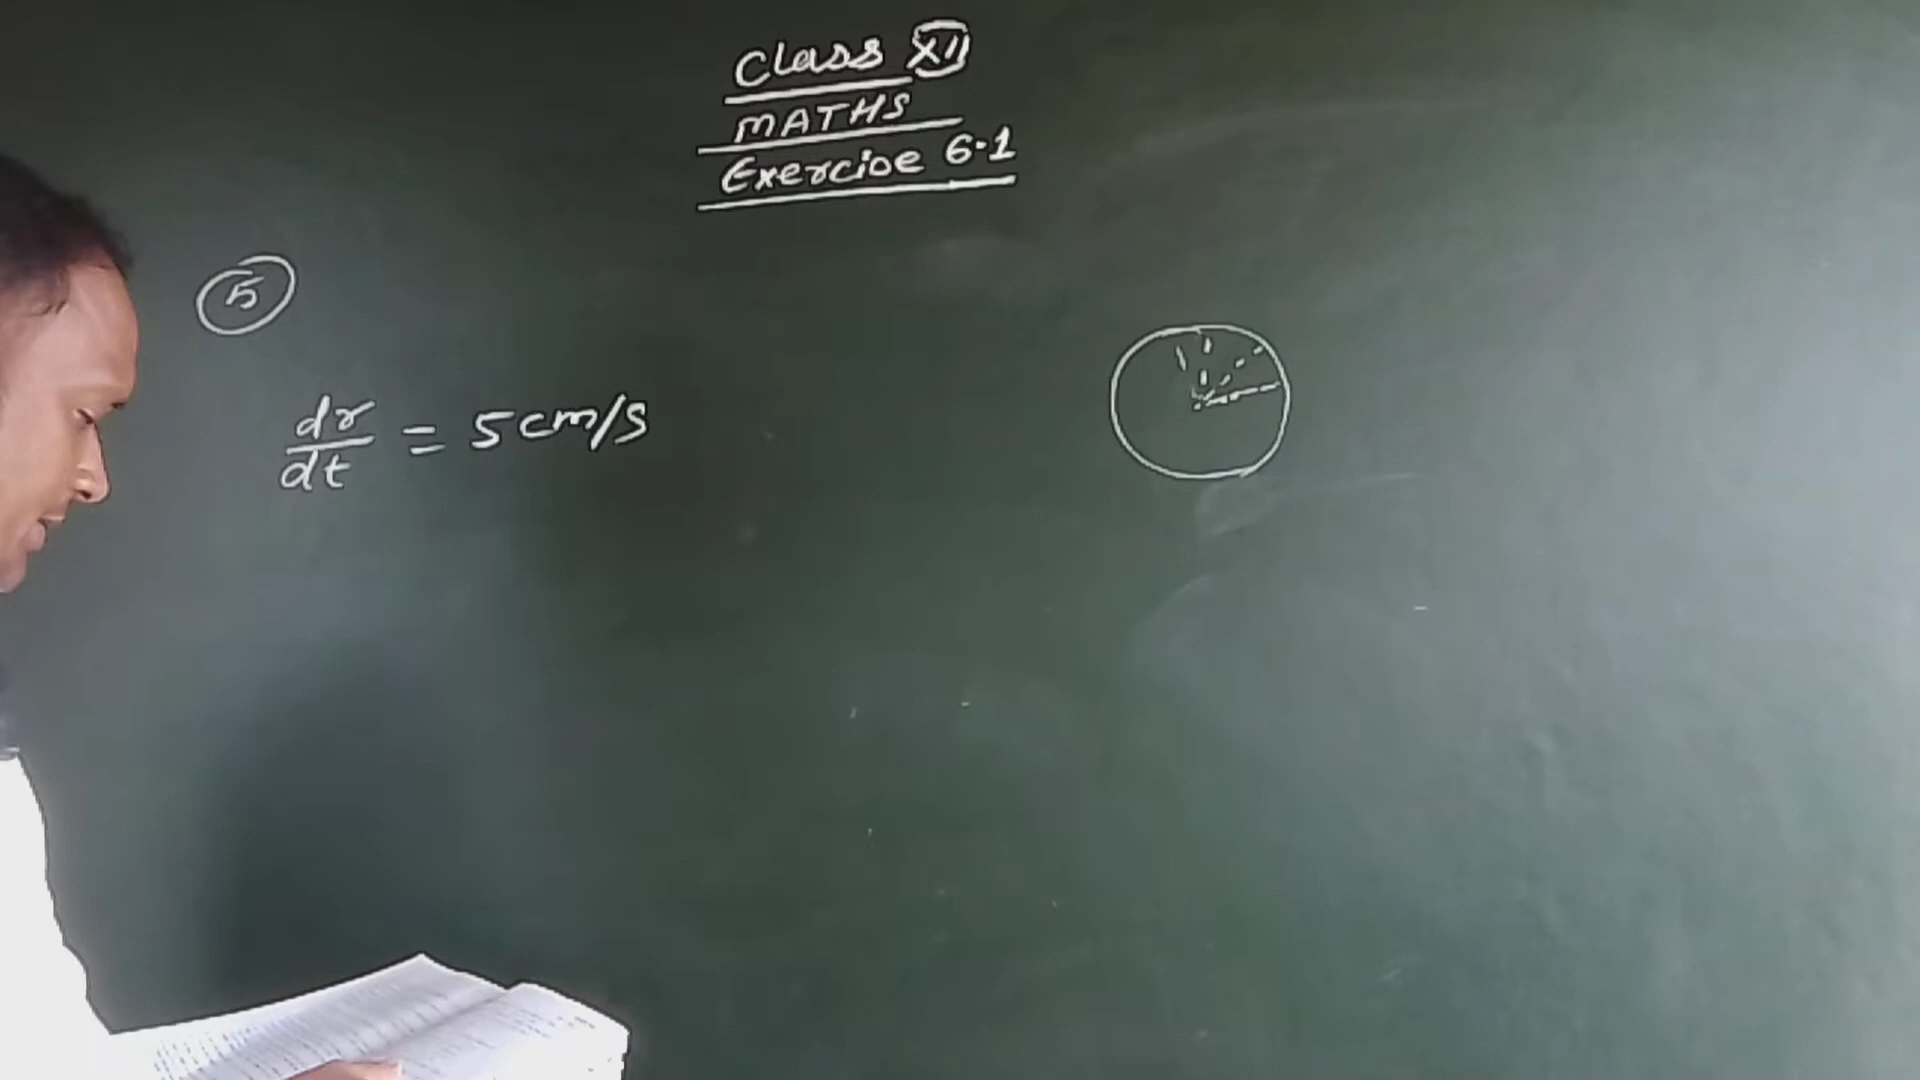 Class XII
MATHS
Exercise 6.1
5
dr/dt = 5cm/s